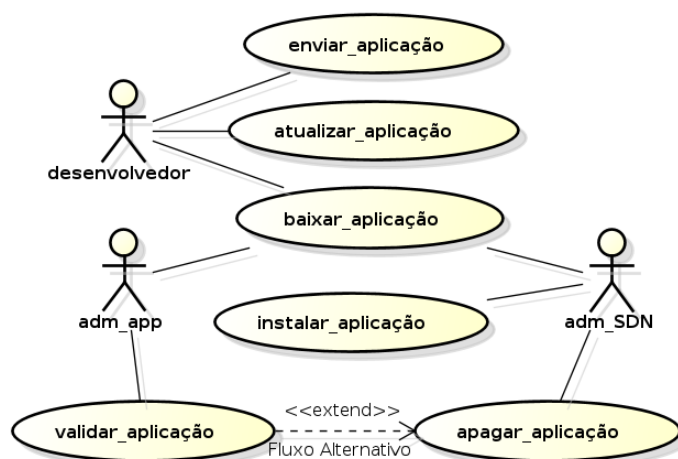 enviar_aplicação
atualizar_aplicação
desenvolvedor
baixar_aplicação
adm_app
instalar_aplicação
adm_SDN
<<extend>>
validar_aplicação
apagar_aplicação
Fluxo Alternativo